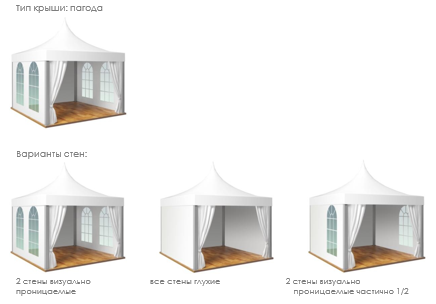 Тип крыши: пагода
Варианты стен:
2 стены визуально
проницаемые
все стены глухие
2 стены визуально
проницаемые частично 1/2